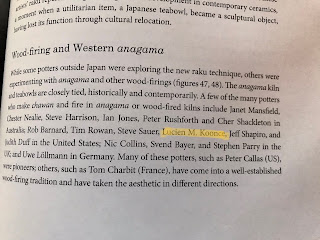 development in contemporary ceramics,
a moment when a utilitarian item, a Japanese teabowl, became a sculptural object,
having lost its function through cultural relocation.
Wood-firing and Western anagama
While some potters outside Japan were exploring the new raku technique, others were
experimenting with anagama and other wood-firings (figures 47, 48). The anagama kiln
and teabowls are closely tied, historically and contemporarily. A few of the many potters
who make chawan and fire in anagama or wood-fired kilns include Janet Mansfield,
Chester Nealie, Steve Harrison, Ian Jones, Peter Rushforth and Cher Shackleton in
Australia; Rob Barnard, Tim Rowan, Steve Sauer, Lucien M. Koonce, Jeff Shapiro, and
Judith Duff in the United States; Nic Collins, Svend Bayer, and Stephen Parry in the
UK; and Uwe Löllmann in Germany. Many of these potters, such as Peter Callas (US),
were pioneers; others, such as Tom Charbit (France), have come into a well-established
wood-firing tradition and have taken the aesthetic in different directions.